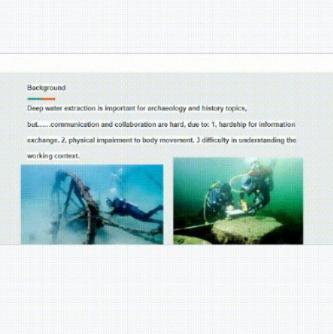 Background
Deep water extraction is important for archaeology and history topics,
but......communication and collaboration are hard, due to: 1, hardship for information
exchange. 2, physical impairment to body movement. 3 difficulty in understanding the
working context.